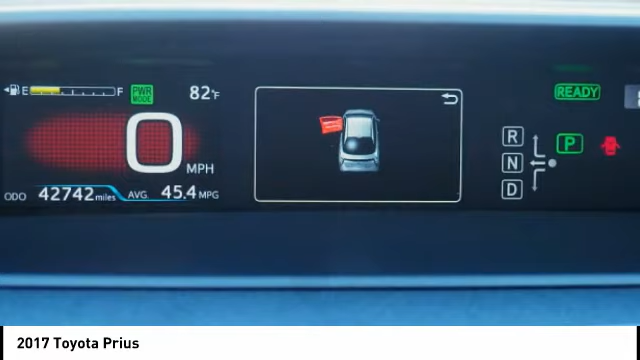 E F
PWR
MODE
82°F
0
MPH
ODO 42742 miles
AVG. 45.4 MPG
READY
R
N
D
P
2017 Toyota Prius